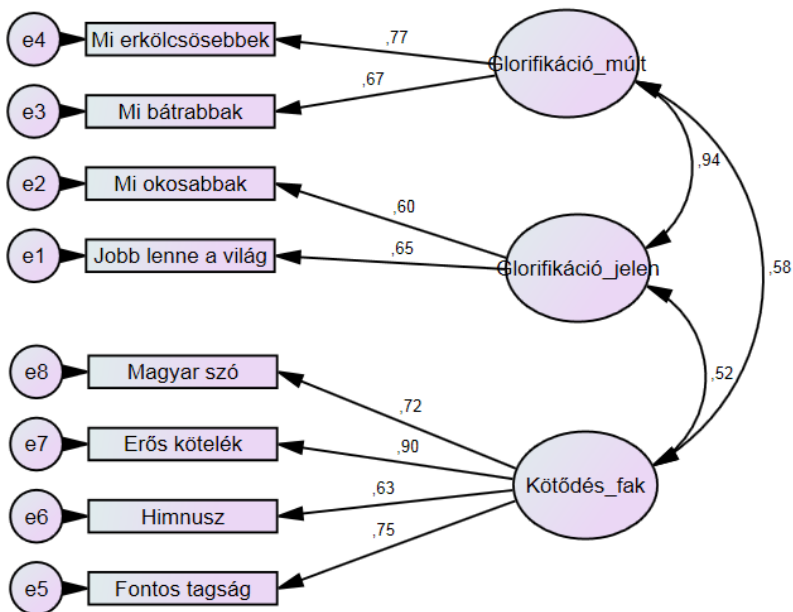 e4
Mi erkölcsösebbek
,77
Glorifikáció_múlt
e3
Mi bátrabbak
,67
e2
Mi okosabbak
,60
,94
e1
Jobb lenne a világ
,65
Glorifikáció_jelen
,58
e8
Magyar szó
,72
,52
e7
Erős kötelék
,90
Kötődés_fak
e6
Himnusz
,63
e5
Fontos tagság
,75